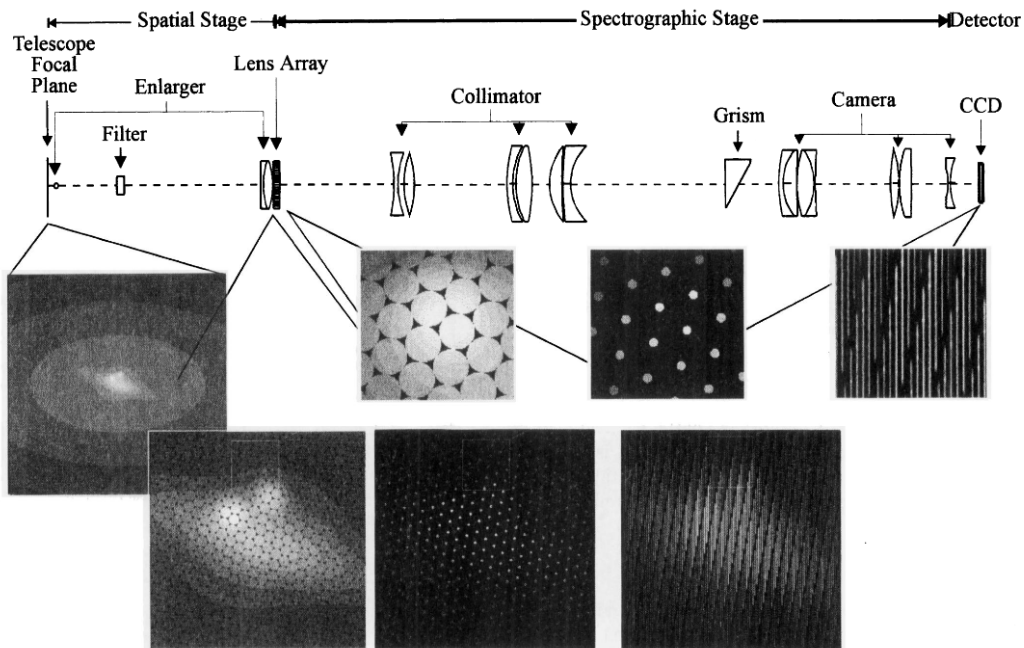 Spatial Stage
Spectrographic Stage
Detector
Telescope
Focal
Plane
Enlarger
Lens Array
Filter
Collimator
Grism
Camera
CCD